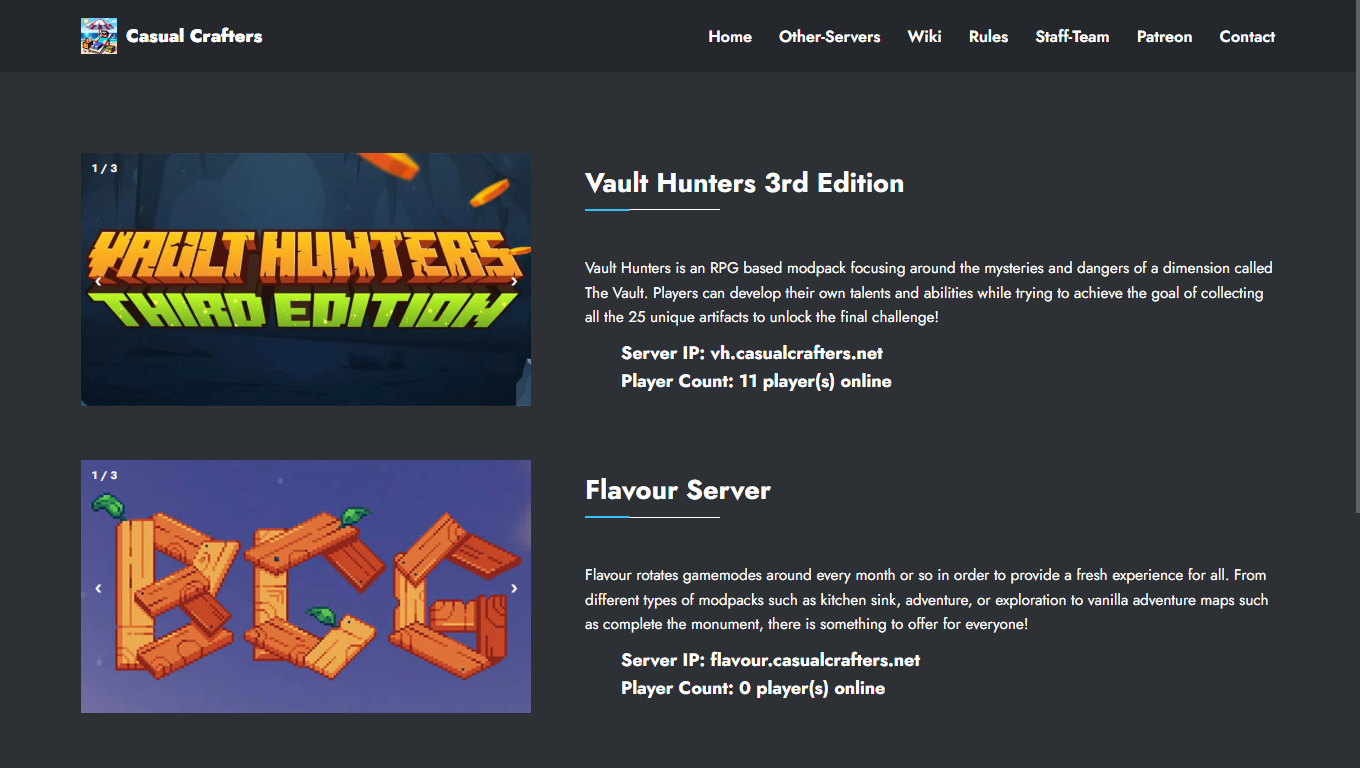 Casual Crafters
Home Other-Servers Wiki Rules Staff-Team Patreon Contact
1 / 3
VAULT HUNTERS
THIRD EDITION
‹ ›
Vault Hunters 3rd Edition
Vault Hunters is an RPG based modpack focusing around the mysteries and dangers of a dimension called
The Vault. Players can develop their own talents and abilities while trying to achieve the goal of collecting
all the 25 unique artifacts to unlock the final challenge!
Server IP: vh.casualcrafters.net
Player Count: 11 player(s) online
1 / 3
BCG
‹ ›
Flavour Server
Flavour rotates gamemodes around every month or so in order to provide a fresh experience for all. From
different types of modpacks such as kitchen sink, adventure, or exploration to vanilla adventure maps such
as complete the monument, there is something to offer for everyone!
Server IP: flavour.casualcrafters.net
Player Count: 0 player(s) online